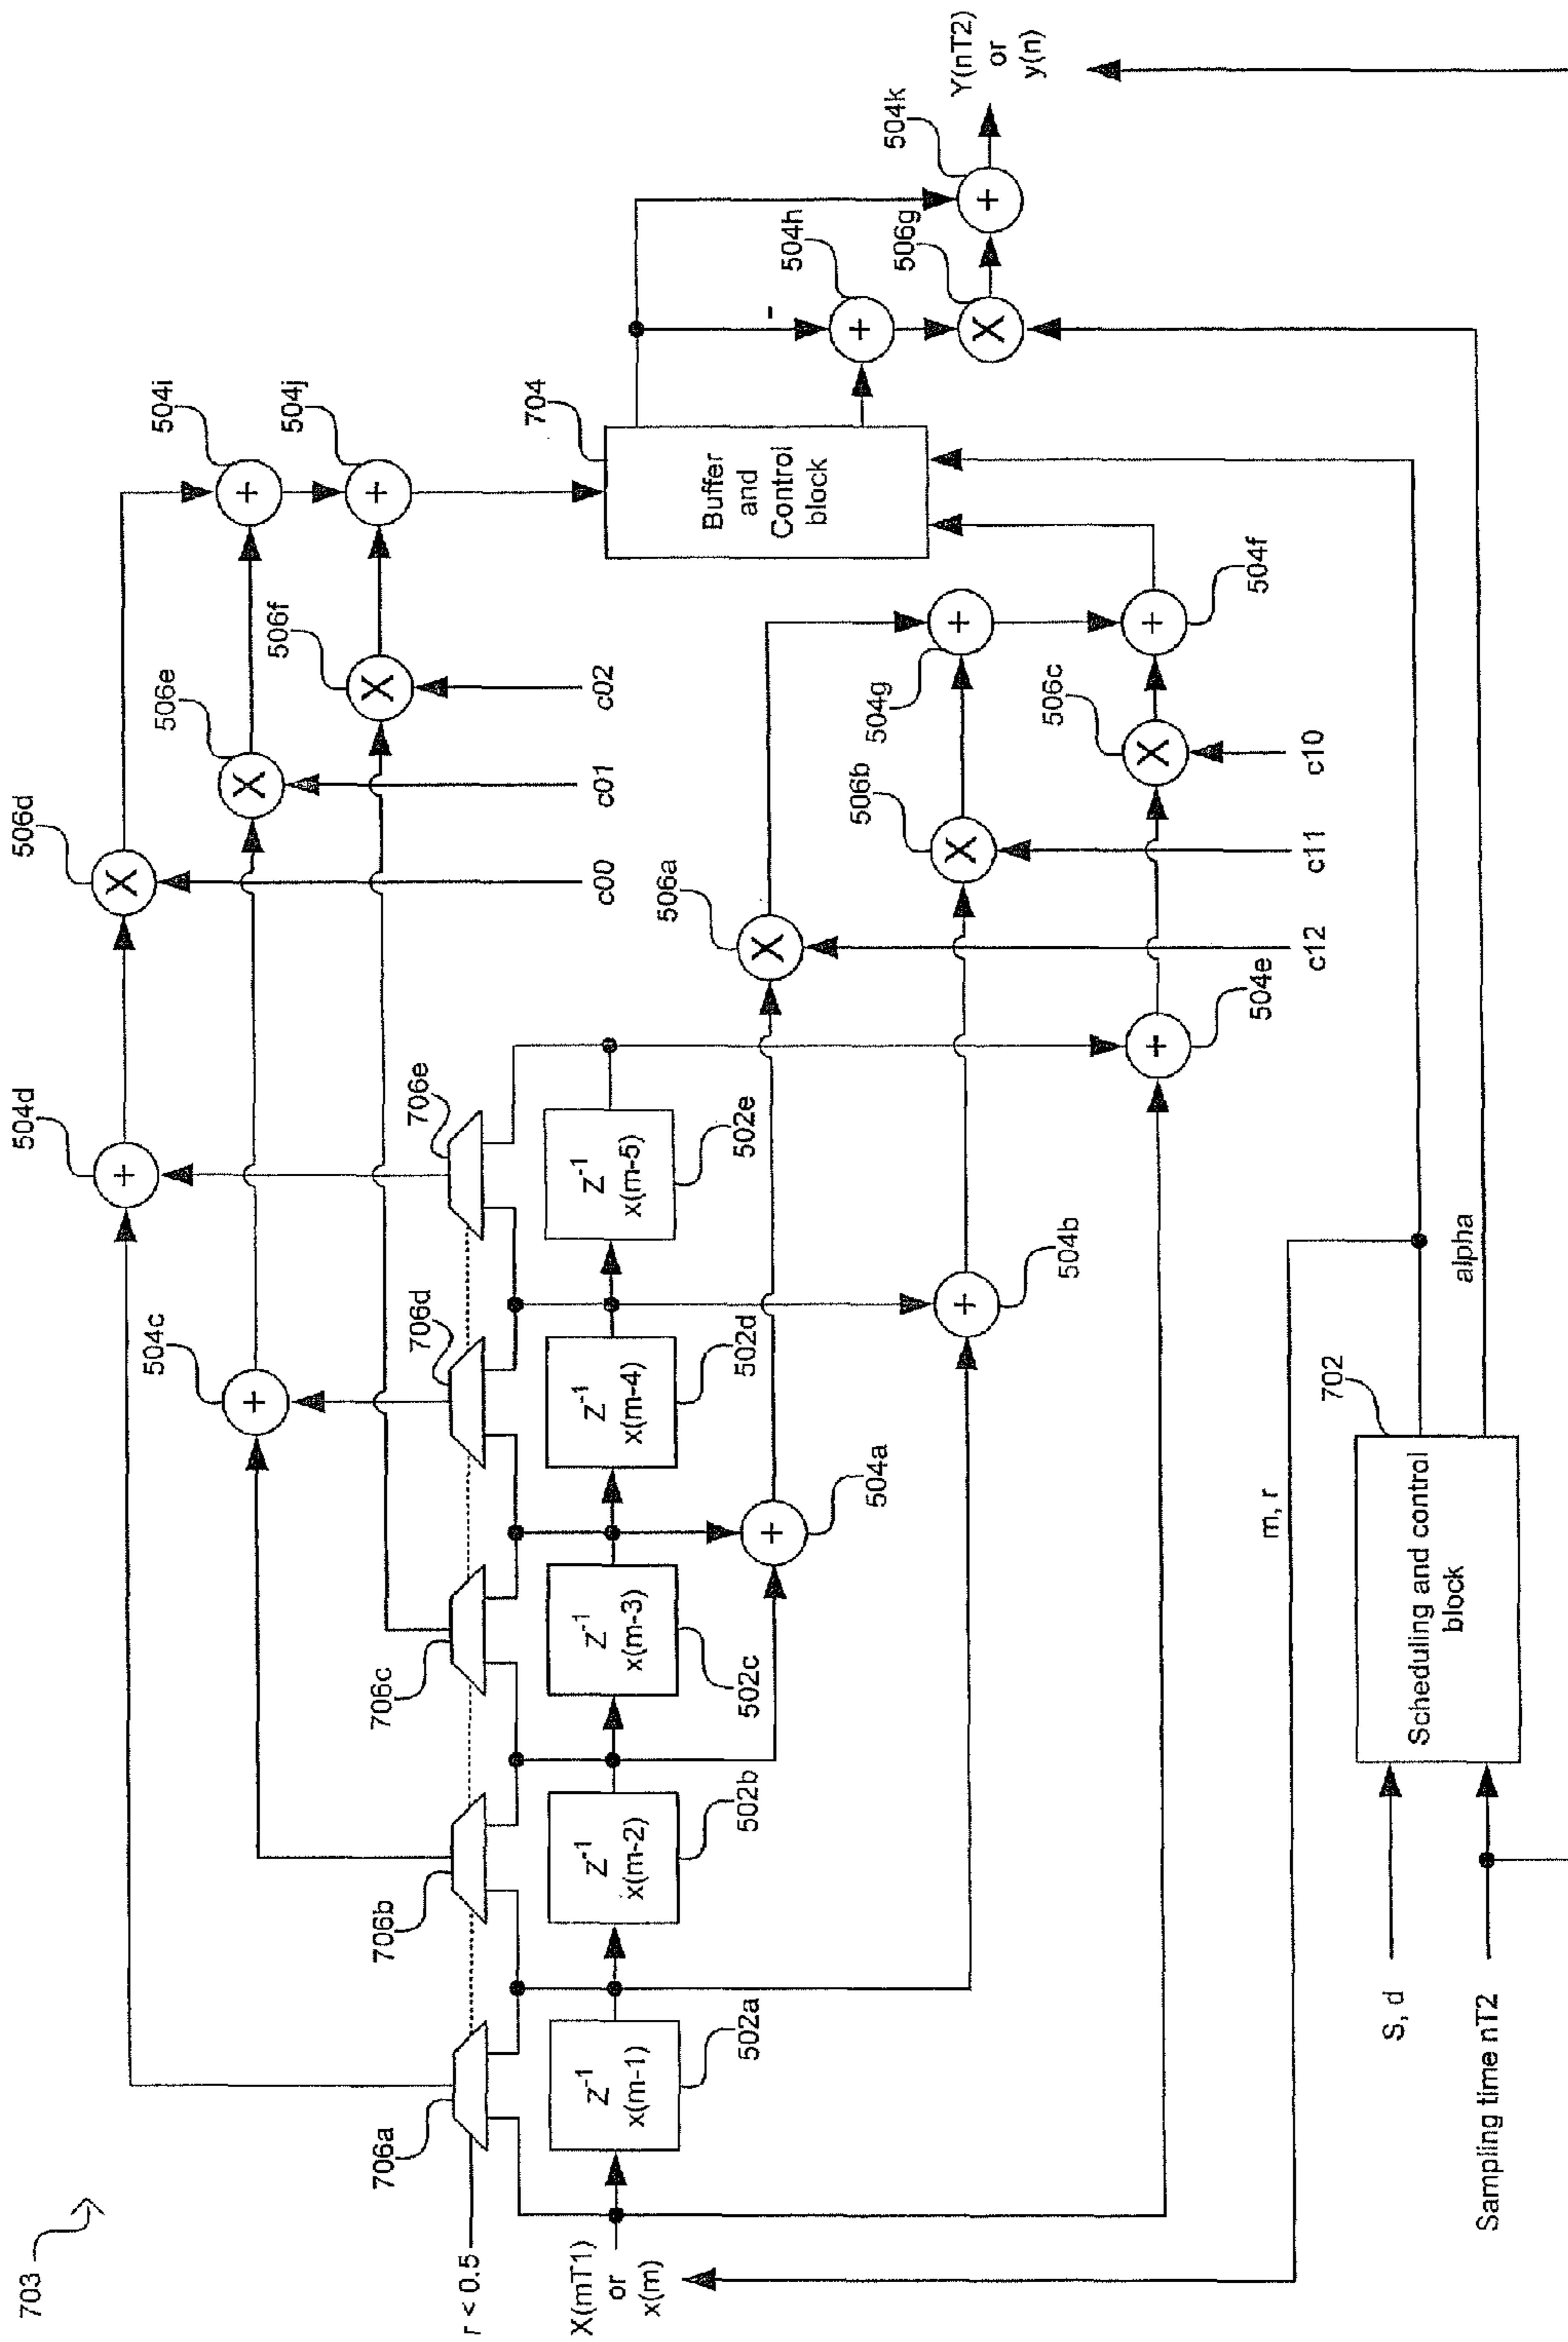 703
r < 0.5
X(mT1)
or
x(m)
706a
706b
706c
706d
706e
504c
504d
506d
506e
506f
c00
c01
c02
504i
504j
Z-1
x(m-1)
502a
Z-1
x(m-2)
502b
Z-1
x(m-3)
502c
Z-1
x(m-4)
502d
Z-1
x(m-5)
502e
504a
504b
504e
506a
506b
506c
c12
c11
c10
504g
504f
704
Buffer
and
Control
block
-
504h
506g
504k
Y(nT2)
or
y(n)
m, r
alpha
702
Scheduling and control
block
S, d
Sampling time nT2
+
+
+
+
+
+
+
+
+
+
+
X
X
X
X
X
X
X